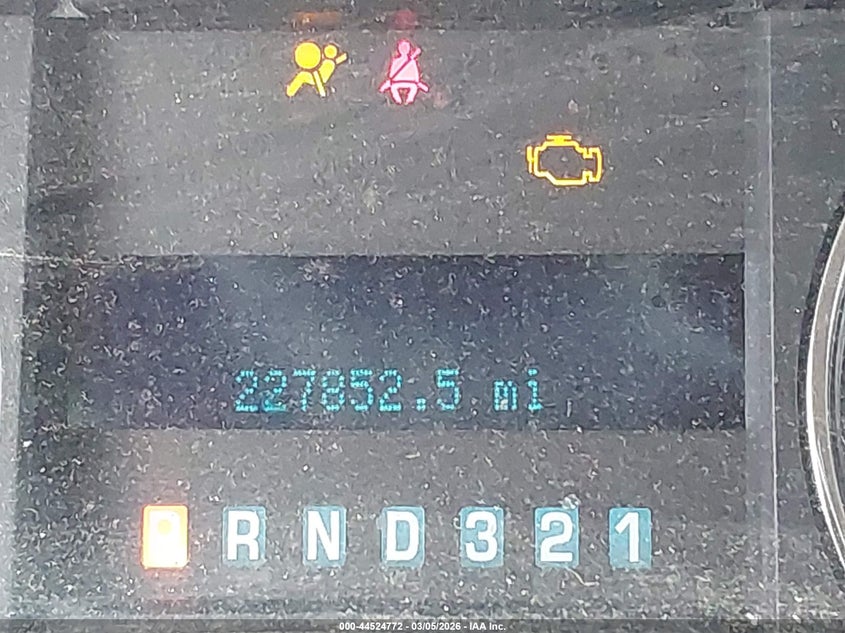 227852.5 mi
P R N D 3 2 1
000-44524772 - 03/05/2026 - IAA Inc.